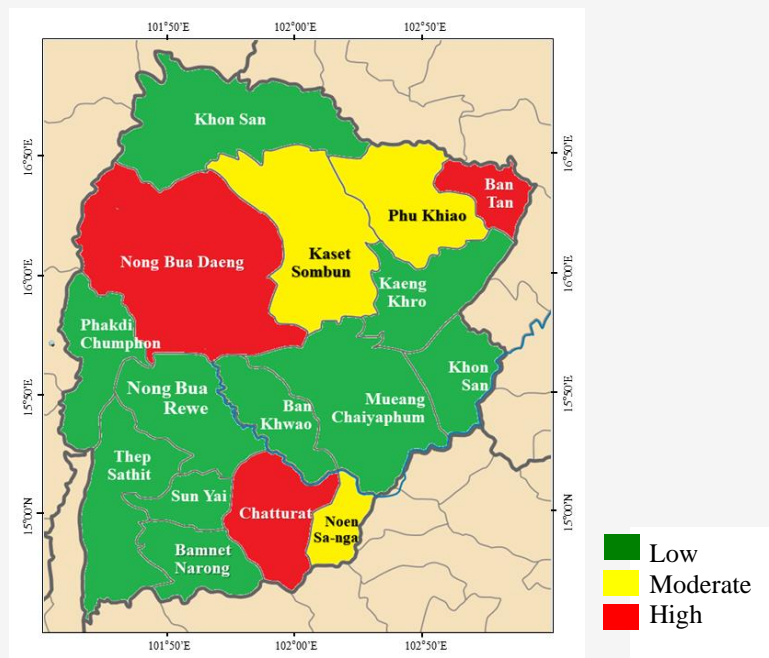 101°50"E 102°00"E 102°50"E
Khon San
16°50"E
16°50"E
Ban
Tan
Phu Khiao
Nong Bua Daeng
Kaset
Sombun
16°00"E
16°00"E
Kaeng
Khro
Phakdi
Chumphon
Khon
San
Nong Bua
Rewe
Ban
Khwao
Mueang
Chaiyaphum
15°50"E
15°50"E
Thep
Sathit
Sun Yai
Chatturat
Noen
Sa-nga
15°00"N
15°00"N
Bamnet
Narong
Low
Moderate
High
101°50"E 102°00"E 102°50"E